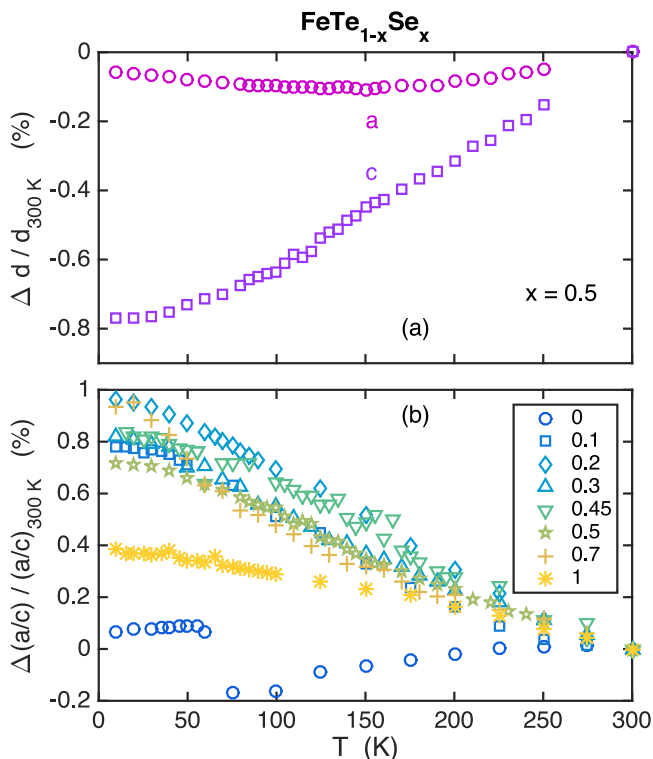 FeTe₁₋ₓSeₓ
0
-0.2
-0.4
-0.6
-0.8
Δ d / d₃₀₀ K (%)
a
c
x = 0.5
(a)
1
0.8
0.6
0.4
0.2
0
-0.2
Δ(a/c) / (a/c)₃₀₀ K (%)
(b)
0
0.1
0.2
0.3
0.45
0.5
0.7
1
0 50 100 150 200 250 300
T (K)